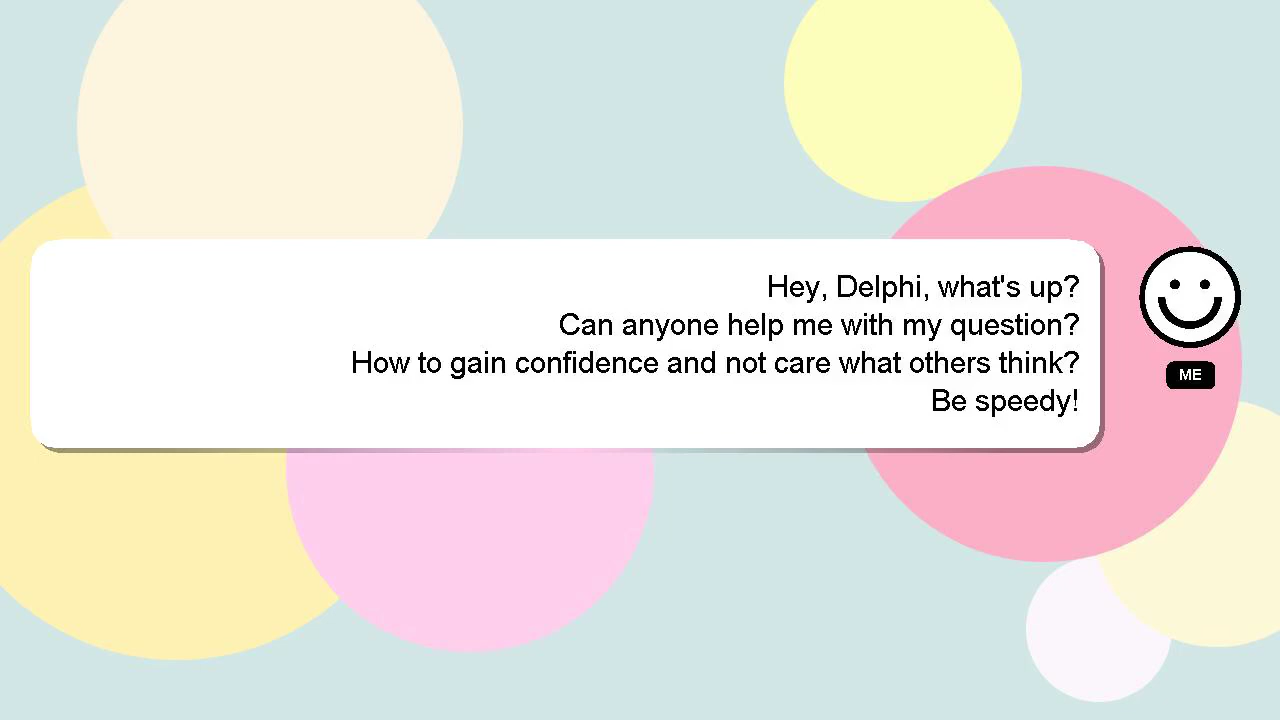 Hey, Delphi, what's up?
Can anyone help me with my question?
How to gain confidence and not care what others think?
Be speedy!
ME